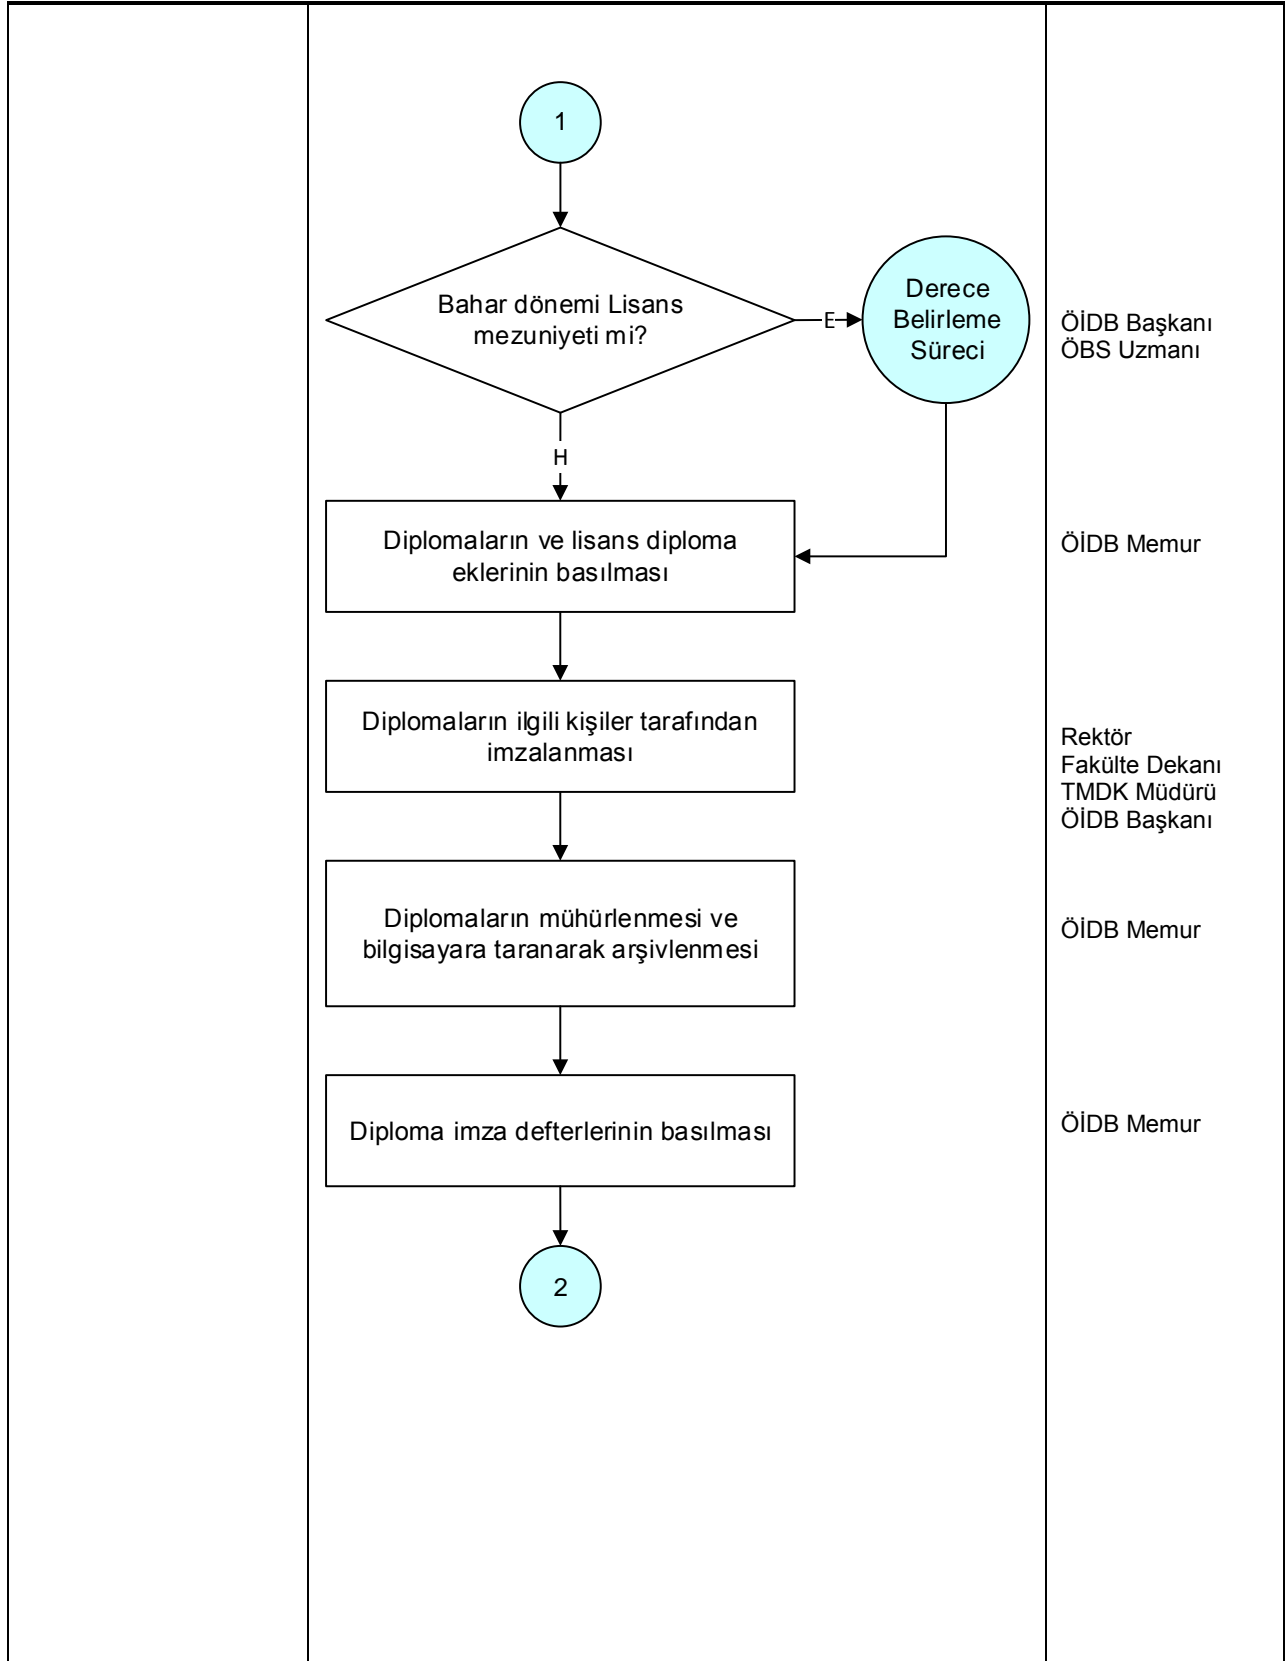 1
Bahar dönemi Lisans
mezuniyeti mi?
E
Derece
Belirleme
Süreci
ÖİDB Başkanı
ÖBS Uzmanı
H
Diplomaların ve lisans diploma
eklerinin basılması
ÖİDB Memur
Diplomaların ilgili kişiler tarafından
imzalanması
Rektör
Fakülte Dekanı
TMDK Müdürü
ÖİDB Başkanı
Diplomaların mühürlenmesi ve
bilgisayara taranarak arşivlenmesi
ÖİDB Memur
Diploma imza defterlerinin basılması
ÖİDB Memur
2